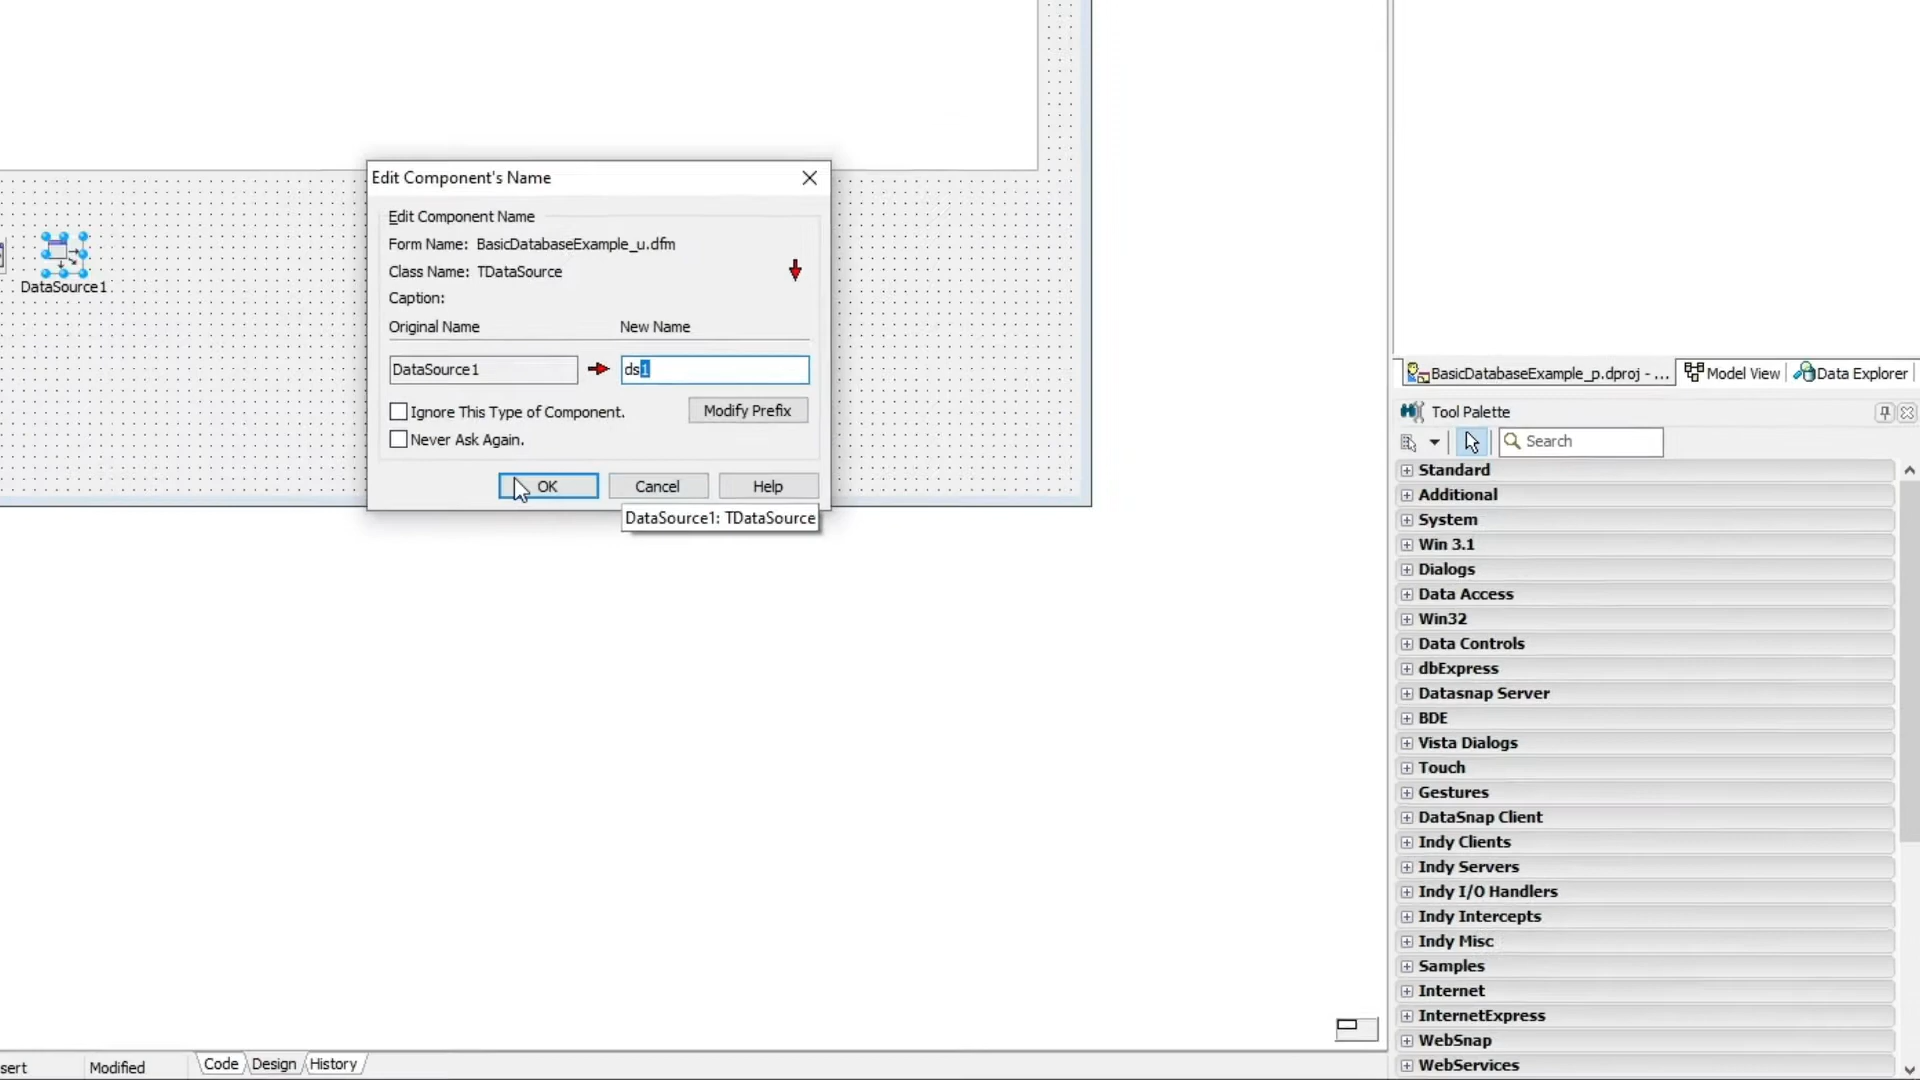 Edit Component's Name
Edit Component Name
Form Name: BasicDatabaseExample_u.dfm
Class Name: TDataSource
Caption:
Original Name New Name
DataSource1 ds1
Ignore This Type of Component. Modify Prefix
Never Ask Again.
OK Cancel Help
DataSource1: TDataSource
DataSource1
BasicDatabaseExample_p.dproj - ... Model View Data Explorer
Tool Palette
Search
Standard
Additional
System
Win 3.1
Dialogs
Data Access
Win32
Data Controls
dbExpress
Datasnap Server
BDE
Vista Dialogs
Touch
Gestures
DataSnap Client
Indy Clients
Indy Servers
Indy I/O Handlers
Indy Intercepts
Indy Misc
Samples
Internet
InternetExpress
WebSnap
WebServices
sert Modified Code Design History